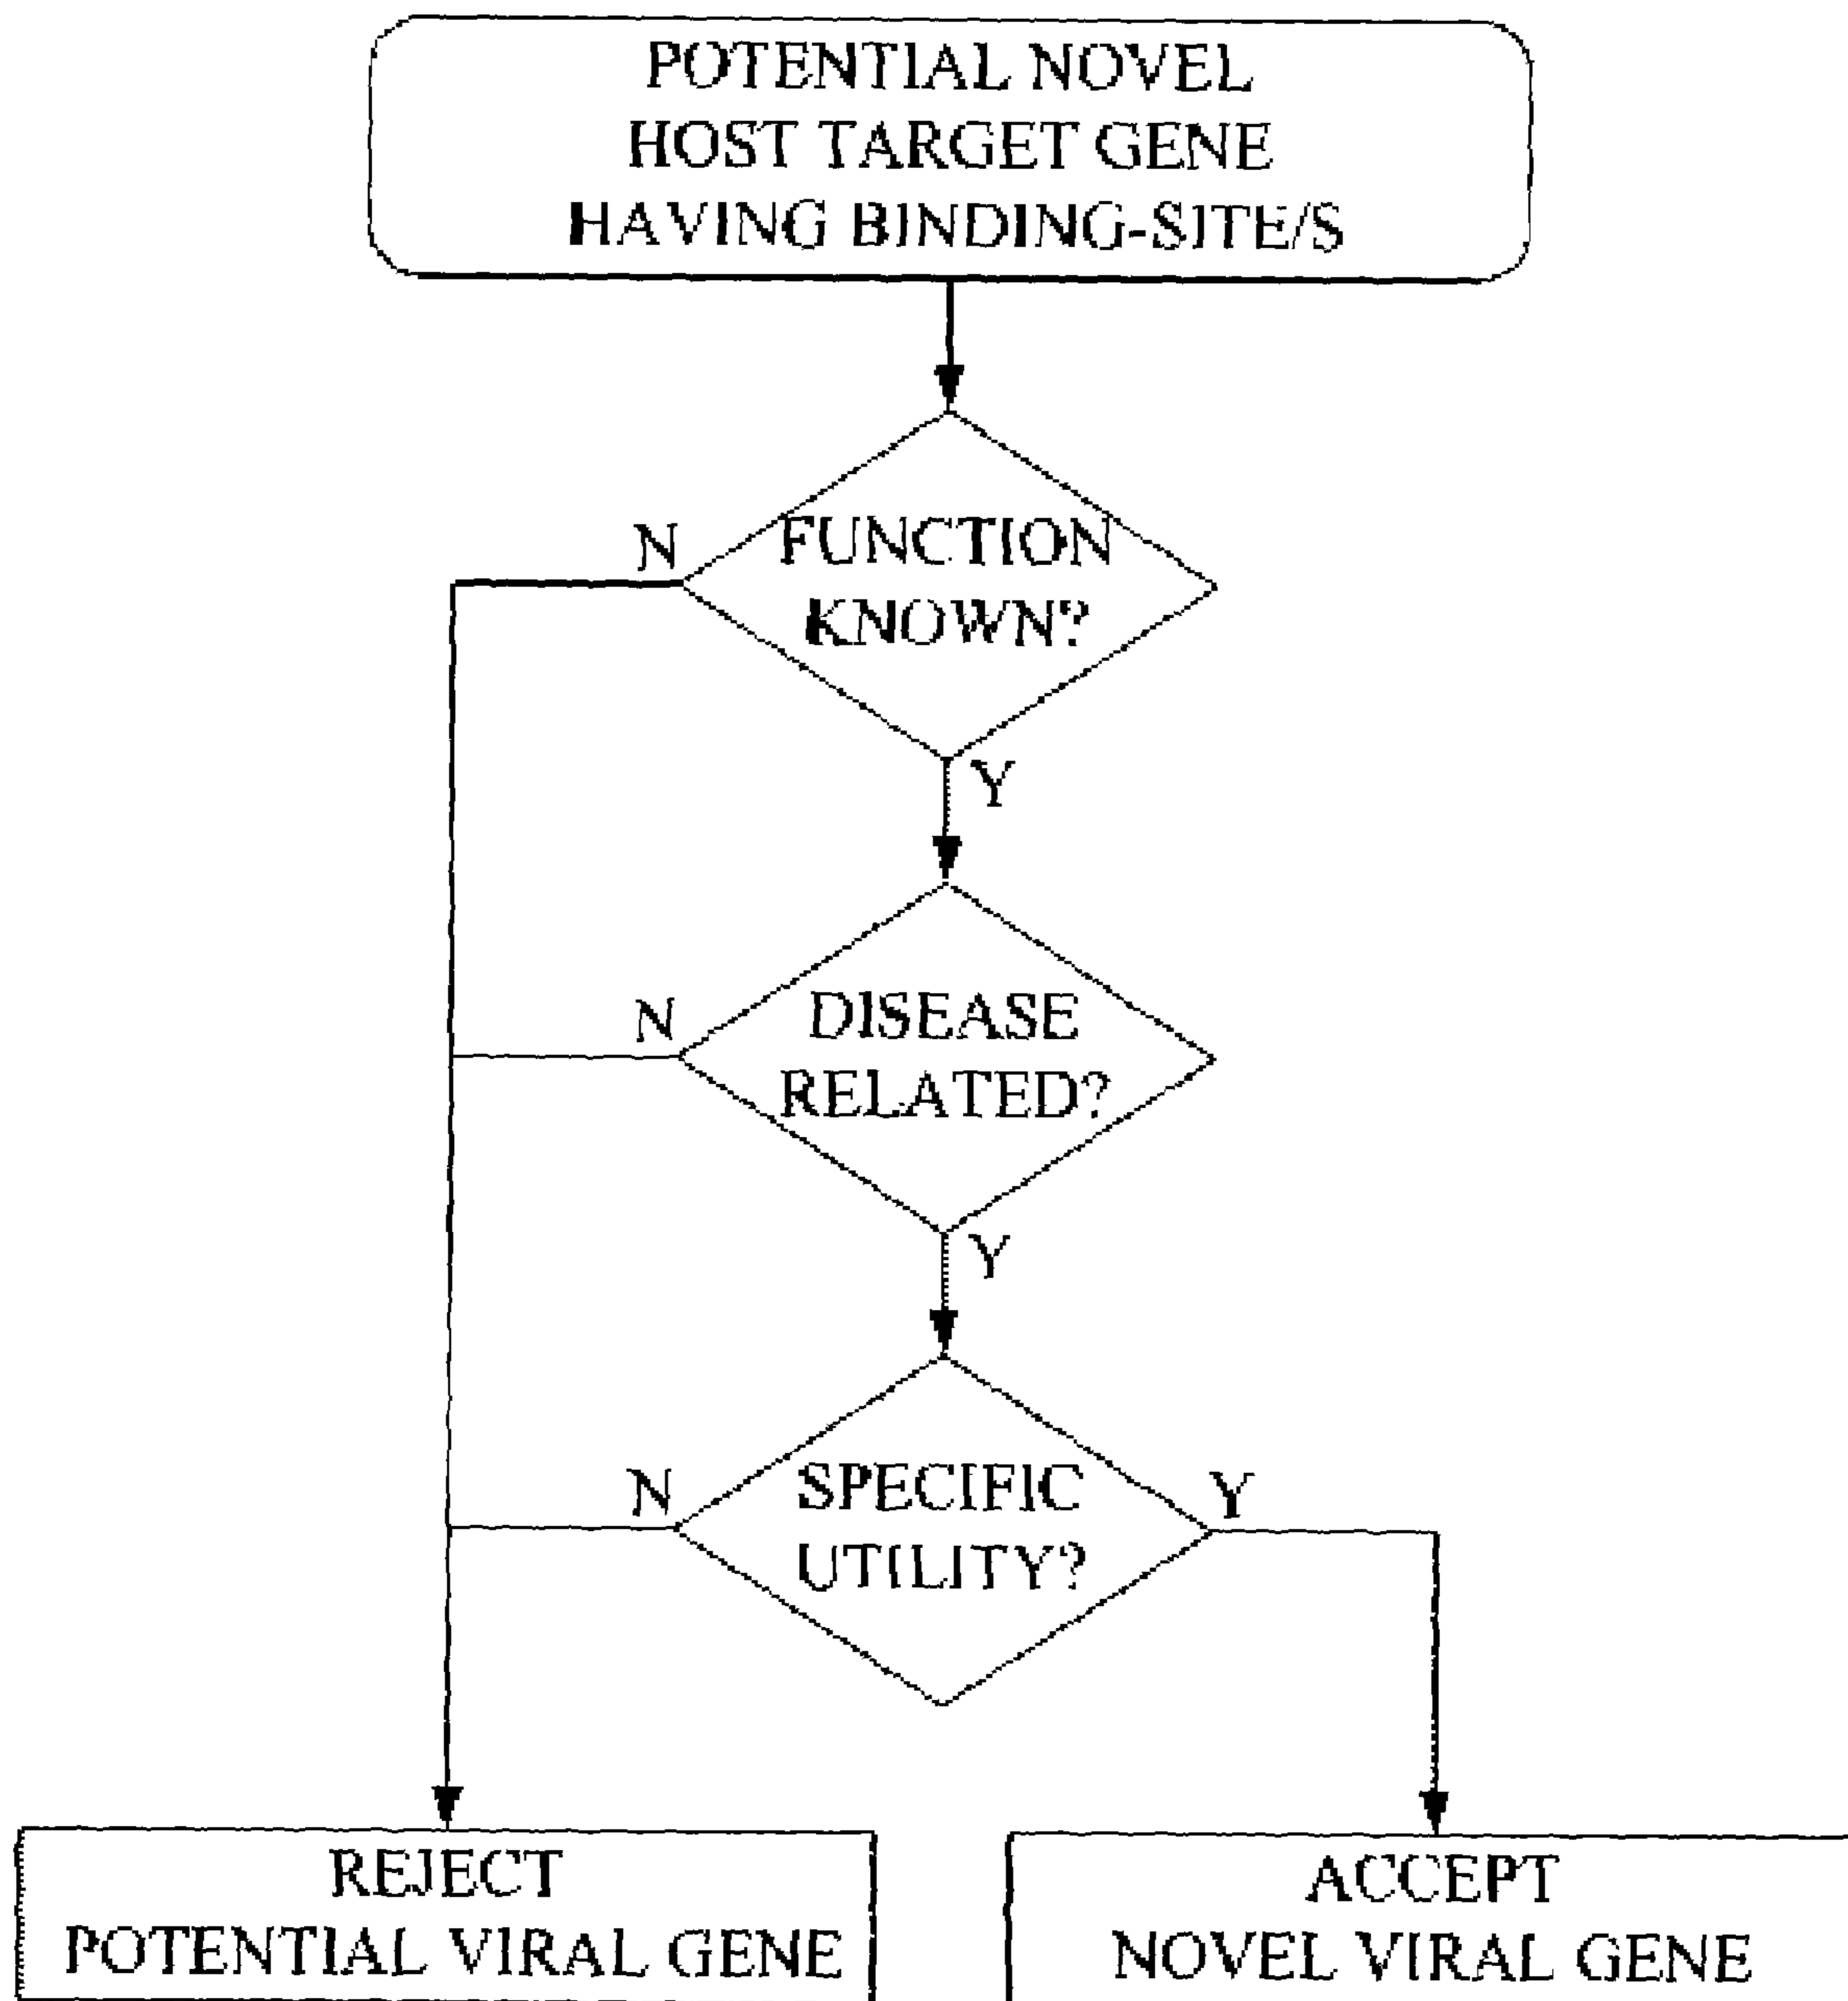 POTENTIAL NOVEL
HOST TARGET GENE
HAVING BINDING-SITE/S
N
FUNCTION
KNOWN?
Y
N
DISEASE
RELATED?
Y
N
SPECIFIC
UTILITY?
Y
REJECT
POTENTIAL VIRAL GENE
ACCEPT
NOVEL VIRAL GENE